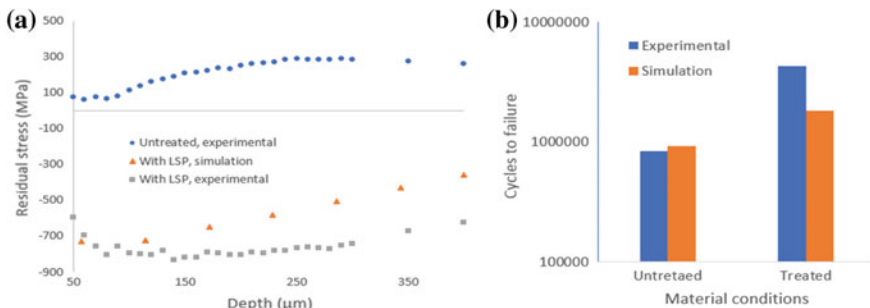 (a)
500
300
100
-100
-300
-500
-700
-900
Residual stress (MPa)
Untreated, experimental
With LSP, simulation
With LSP, experimental
50
150
250
350
Depth (μm)
(b)
10000000
1000000
100000
Cycles to failure
Experimental
Simulation
Untretaed
Treated
Material conditions